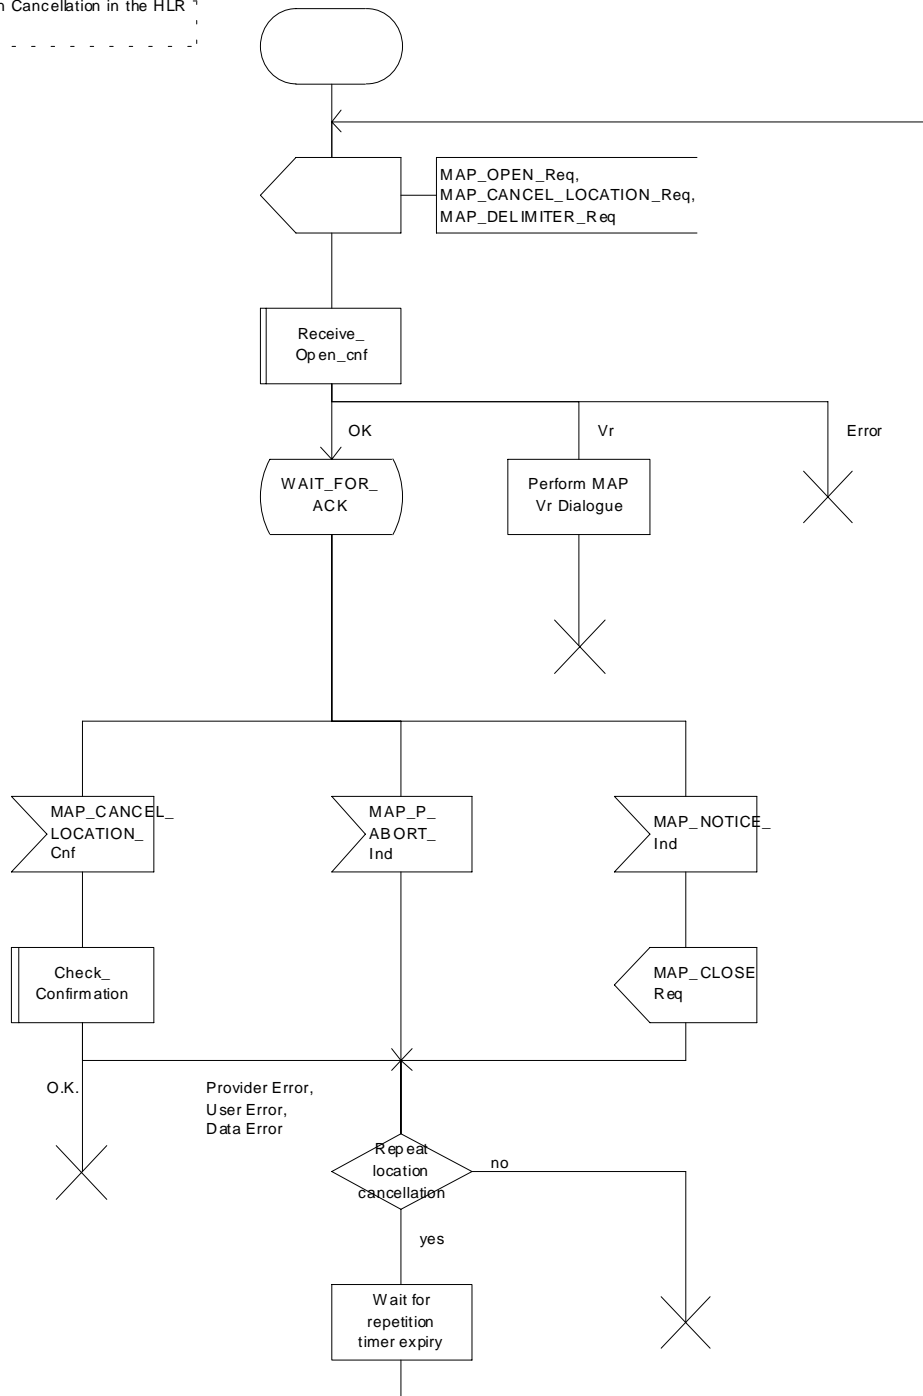 n Cancellation in the HLR
MAP_OPEN_Req,
MAP_CANCEL_LOCATION_Req,
MAP_DELIMITER_Req
Receive_
Open_cnf
OK
Vr
Error
WAIT_FOR_
ACK
Perform MAP
Vr Dialogue
MAP_CANCEL_
LOCATION_
Cnf
MAP_P_
ABORT_
Ind
MAP_NOTICE_
Ind
Check_
Confirmation
MAP_CLOSE
Req
O.K.
Provider Error,
User Error,
Data Error
Repeat
location
cancellation
no
yes
Wait for
repetition
timer expiry